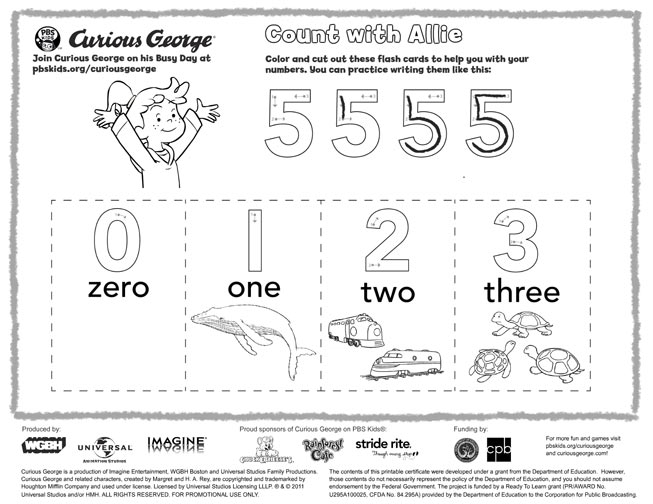 PBS KIDS
Curious George®
Join Curious George on his Busy Day at
pbskids.org/curiousgeorge
Count with Allie
Color and cut out these flash cards to help you with your
numbers. You can practice writing them like this:
5 5 5 5
0 1 2 3
zero one two three
Produced by:
WGBH
UNIVERSAL
ANIMATION STUDIOS
IMAGINE
Proud sponsors of Curious George on PBS Kids®:
CHUCK E. CHEESE'S
Rainforest Cafe
stride rite.
Funding by:
cpb
For more fun and games visit
pbskids.org/curiousgeorge
and curiousgeorge.com!
Curious George is a production of Imagine Entertainment, WGBH Boston and Universal Studios Family Productions.
Curious George and related characters, created by Margret and H. A. Rey, are copyrighted and trademarked by
Houghton Mifflin Company and used under license. Licensed by Universal Studios Licensing LLLP. ® & © 2011
Universal Studios and/or HMH. ALL RIGHTS RESERVED. FOR PROMOTIONAL USE ONLY.
The contents of this printable certificate were developed under a grant from the Department of Education. However,
those contents do not necessarily represent the policy of the Department of Education, and you should not assume
endorsement by the Federal Government. The project is funded by a Ready To Learn grant (PR/AWARD No.
U295A100025, CFDA No. 84.295A) provided by the Department of Education to the Corporation for Public Broadcasting.